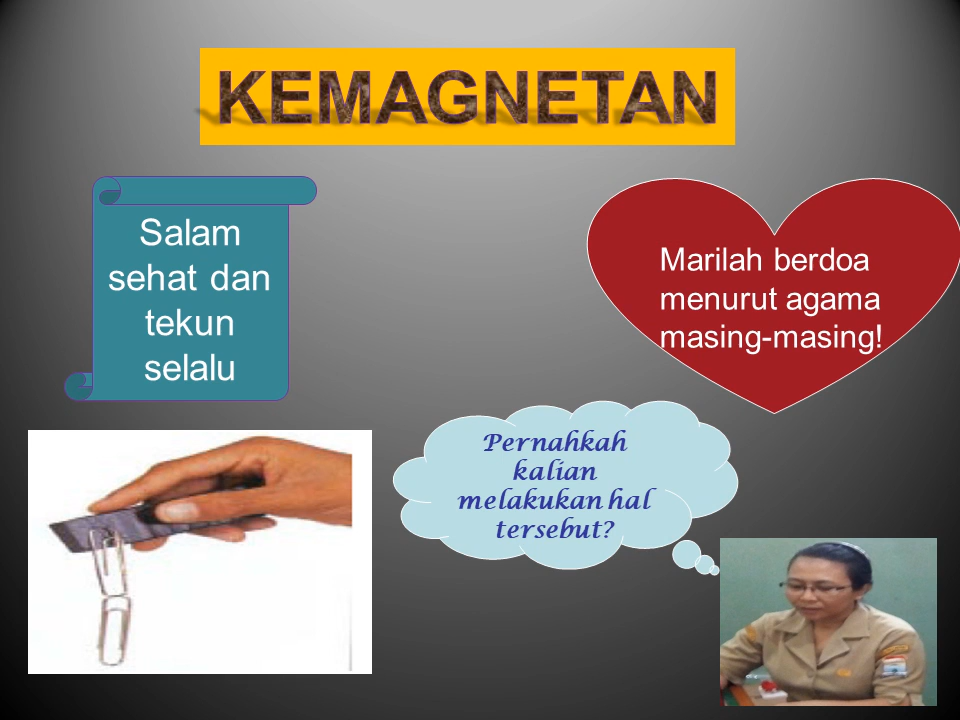 KEMAGNETAN
Salam
sehat dan
tekun
selalu
Marilah berdoa
menurut agama
masing-masing!
Pernahkah
kalian
melakukan hal
tersebut?